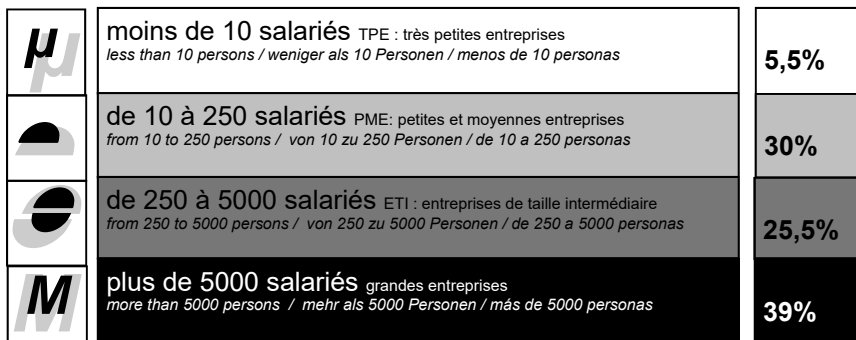 μ
moins de 10 salariés TPE : très petites entreprises
less than 10 persons / weniger als 10 Personen / menos de 10 personas
5,5%
de 10 à 250 salariés PME: petites et moyennes entreprises
from 10 to 250 persons / von 10 zu 250 Personen / de 10 a 250 personas
30%
de 250 à 5000 salariés ETI : entreprises de taille intermédiaire
from 250 to 5000 persons / von 250 zu 5000 Personen / de 250 a 5000 personas
25,5%
M
plus de 5000 salariés grandes entreprises
more than 5000 persons / mehr als 5000 Personen / más de 5000 personas
39%